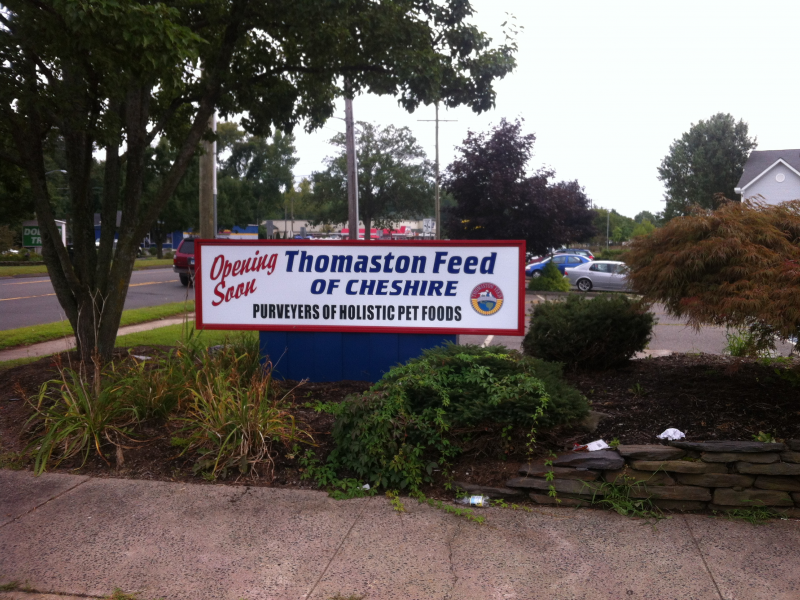 Opening
Soon
Thomaston Feed
OF CHESHIRE
PURVEYERS OF HOLISTIC PET FOODS